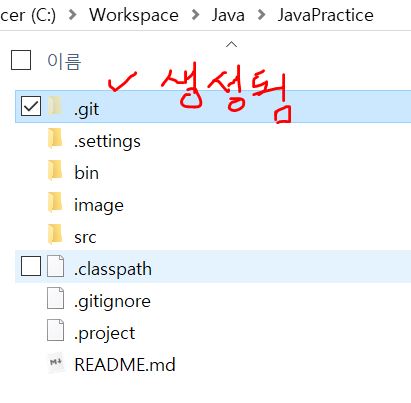 cer (C:) > Workspace > Java > JavaPractice
이름
✓ 생성됨
.git
.settings
bin
image
src
.classpath
.gitignore
.project
M↓ README.md